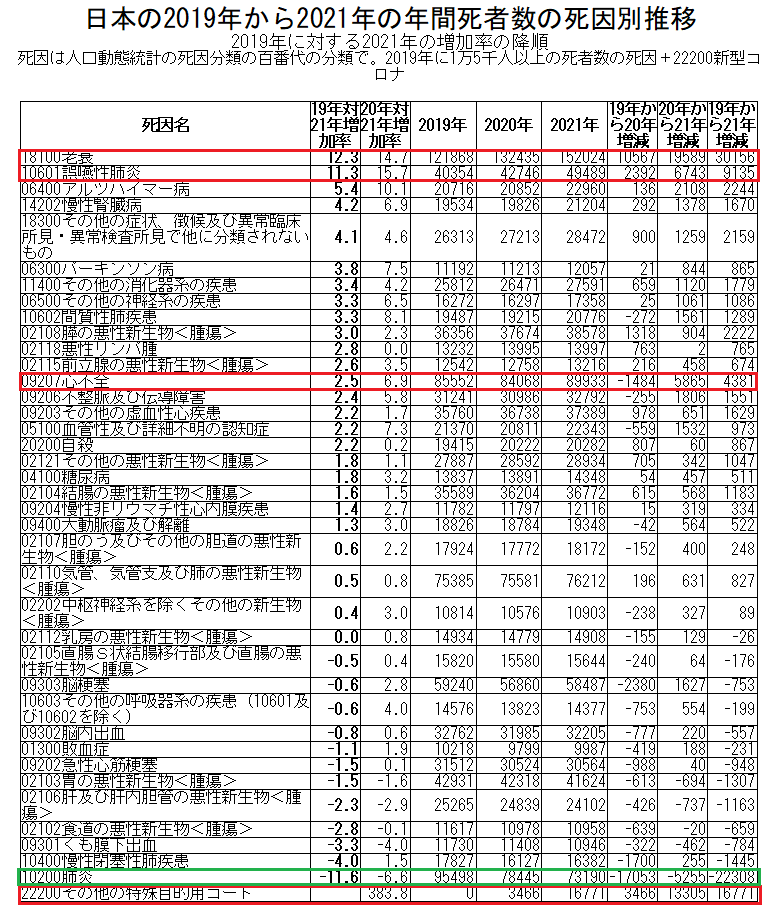 日本の2019年から2021年の年間死者数の死因別推移
2019年に対する2021年の増加率の降順
死因は人口動態統計の死因分類の百番代の分類で。2019年に1万5千人以上の死者数の死因＋22200新型コ
ロナ
死因名 19年対21年増加率 20年対21年増加率 2019年 2020年 2021年 19年から20年増減 20年から21年増減 19年から21年増減
18100老衰 12.3 14.7 121868 132435 152024 10567 19589 30156
10601誤嚥性肺炎 11.3 15.7 40354 42746 49489 2392 6743 9135
06400アルツハイマー病 5.4 10.1 20716 20852 22960 136 2108 2244
14202慢性腎臓病 4.2 6.9 19534 19826 21204 292 1378 1670
18300その他の症状、徴候及び異常臨床
所見・異常検査所見で他に分類されない
もの 4.1 4.6 26313 27213 28472 900 1259 2159
06300パーキンソン病 3.8 7.5 11192 11213 12057 21 844 865
11400その他の消化器系の疾患 3.4 4.2 25812 26471 27591 659 1120 1779
06500その他の神経系の疾患 3.3 6.5 16272 16297 17358 25 1061 1086
10602間質性肺疾患 3.3 8.1 19487 19215 20776 -272 1561 1289
02108膵の悪性新生物＜腫瘍＞ 3.0 2.3 36356 37674 38578 1318 904 2222
02118悪性リンパ腫 2.8 0.0 13232 13995 13997 763 2 765
02115前立腺の悪性新生物＜腫瘍＞ 2.6 3.5 12542 12758 13216 216 458 674
09207心不全 2.5 6.9 85552 84068 89933 -1484 5865 4381
09206不整脈及び伝導障害 2.4 5.8 31241 30986 32792 -255 1806 1551
09203その他の虚血性心疾患 2.2 1.7 35760 36738 37389 978 651 1629
05100血管性及び詳細不明の認知症 2.2 7.3 21370 20811 22343 -559 1532 973
20200自殺 2.2 0.2 19415 20222 20282 807 60 867
02121その他の悪性新生物＜腫瘍＞ 1.8 1.1 27887 28592 28934 705 342 1047
04100糖尿病 1.8 3.2 13837 13891 14348 54 457 511
02104結腸の悪性新生物＜腫瘍＞ 1.6 1.5 35589 36204 36772 615 568 1183
09204慢性非リウマチ性心内膜疾患 1.4 2.7 11782 11797 12116 15 319 334
09400大動脈瘤及び解離 1.3 3.0 18826 18784 19348 -42 564 522
02107胆のう及びその他の胆道の悪性新
生物＜腫瘍＞ 0.6 2.2 17924 17772 18172 -152 400 248
02110気管、気管支及び肺の悪性新生物
＜腫瘍＞ 0.5 0.8 75385 75581 76212 196 631 827
02202中枢神経系を除くその他の新生物
＜腫瘍＞ 0.4 3.0 10814 10576 10903 -238 327 89
02112乳房の悪性新生物＜腫瘍＞ 0.0 0.8 14934 14779 14908 -155 129 -26
02105直腸Ｓ状結腸移行部及び直腸の悪
性新生物＜腫瘍＞ -0.5 0.4 15820 15580 15644 -240 64 -176
09303脳梗塞 -0.6 2.8 59240 56860 58487 -2380 1627 -753
10603その他の呼吸器系の疾患（10601及
び10602を除く） -0.6 4.0 14576 13823 14377 -753 554 -199
09302脳内出血 -0.8 0.6 32762 31985 32205 -777 220 -557
01300敗血症 -1.1 1.9 10218 9799 9987 -419 188 -231
09202急性心筋梗塞 -1.5 0.1 31512 30524 30564 -988 40 -948
02103胃の悪性新生物＜腫瘍＞ -1.5 -1.6 42931 42318 41624 -613 -694 -1307
02106肝及び肝内胆管の悪性新生物＜腫
瘍＞ -2.3 -2.9 25265 24839 24102 -426 -737 -1163
02102食道の悪性新生物＜腫瘍＞ -2.8 -0.1 11617 10978 10958 -639 -20 -659
09301くも膜下出血 -3.3 -4.0 11730 11408 10946 -322 -462 -784
10400慢性閉塞性肺疾患 -4.0 1.5 17827 16127 16382 -1700 255 -1445
10200肺炎 -11.6 -6.6 95498 78445 73190 -17053 -5255 -22308
22200その他の特殊目的用コード 383.8 0 3466 16771 3466 13305 16771